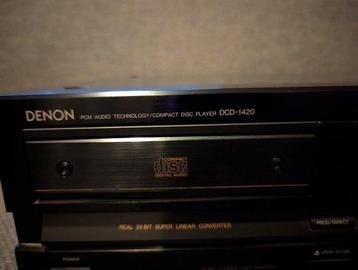 DENON PCM AUDIO TECHNOLOGY/COMPACT DISC PLAYER DCD-1420
COMPACT
disc
DIGITAL AUDIO
REAL 20 BIT SUPER LINEAR CONVERTER
PROG/DIRECT
POWER
OPEN/CLOSE